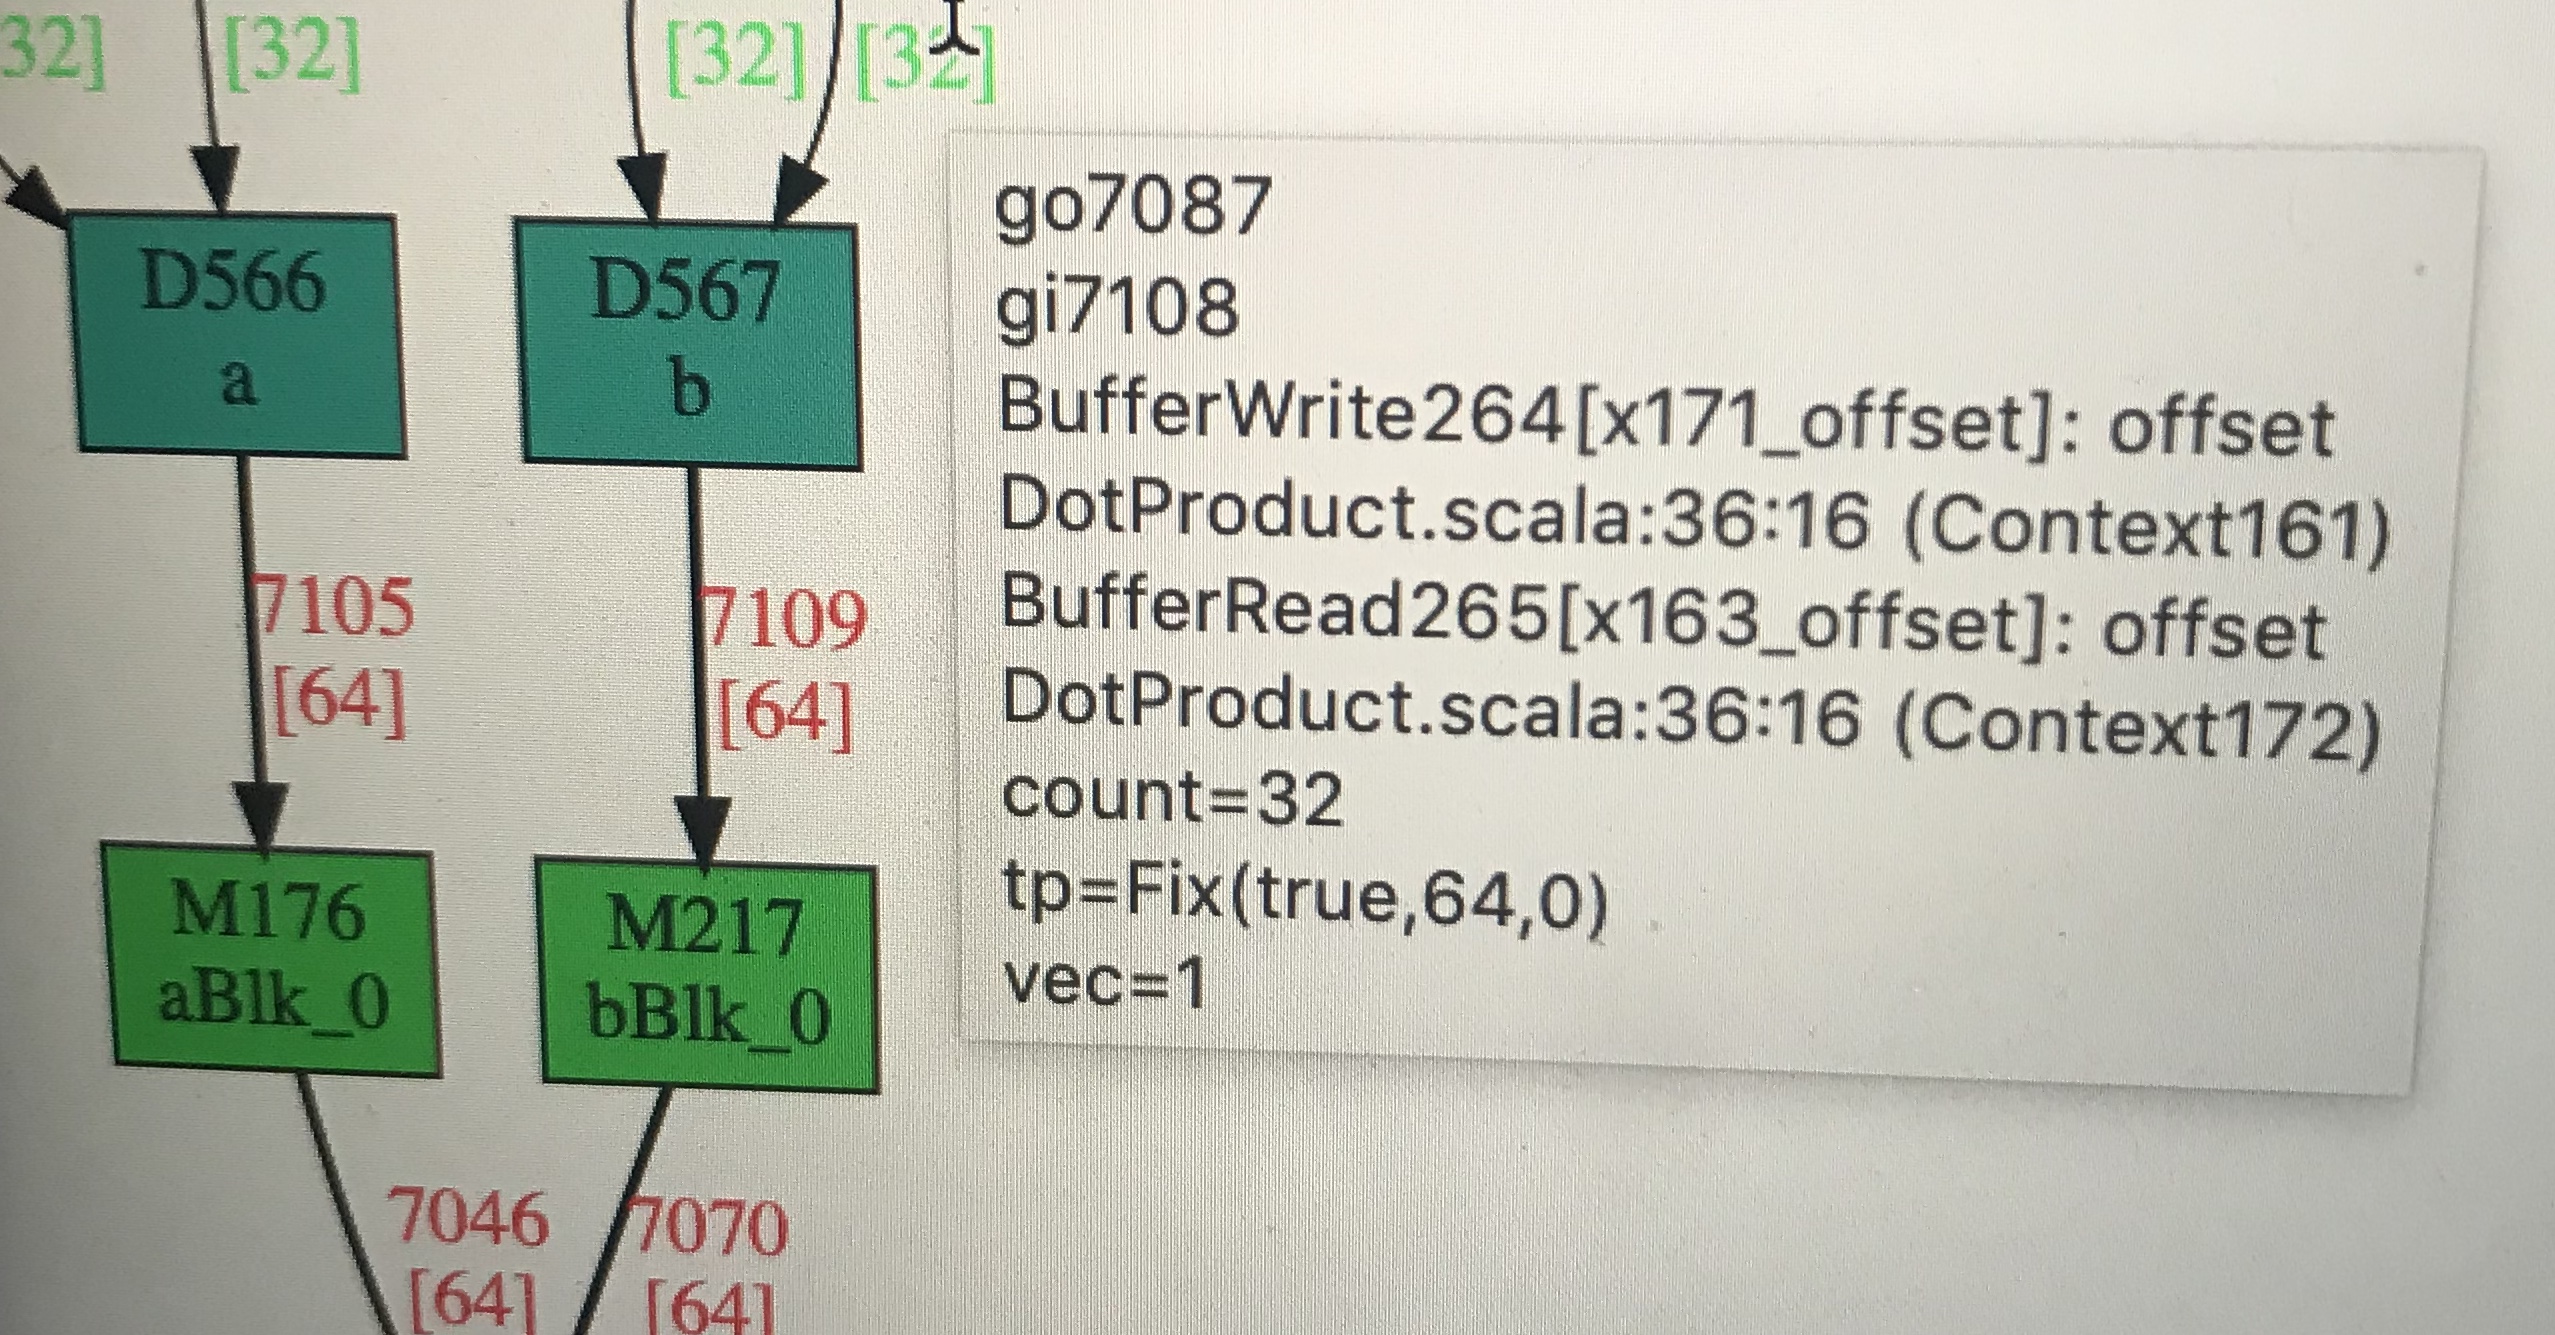 32] [32] [32] [32]
D566
a
D567
b
7105
[64]
7109
[64]
M176
aBlk_0
M217
bBlk_0
7046
[64]
7070
[64]
go7087
gi7108
BufferWrite264[x171_offset]: offset
DotProduct.scala:36:16 (Context161)
BufferRead265[x163_offset]: offset
DotProduct.scala:36:16 (Context172)
count=32
tp=Fix(true,64,0)
vec=1